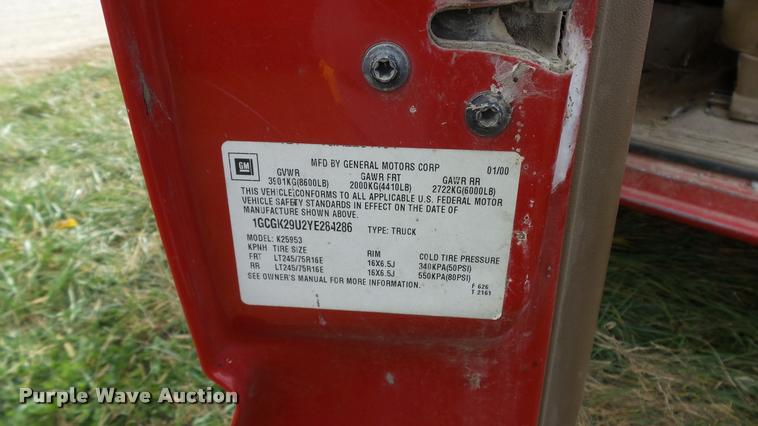 GM
MFD BY GENERAL MOTORS CORP 01/00
GVWR GAWR FRT GAWR RR
3901KG(8600LB) 2000KG(4410LB) 2722KG(6000LB)
THIS VEHICLE CONFORMS TO ALL APPLICABLE U.S. FEDERAL MOTOR
VEHICLE SAFETY STANDARDS IN EFFECT ON THE DATE OF
MANUFACTURE SHOWN ABOVE.
1GCGK29U2YE284286 TYPE: TRUCK
MODEL: K25953
KPNH TIRE SIZE RIM COLD TIRE PRESSURE
FRT LT245/75R16E 16X6.5J 340KPA(50PSI)
RR LT245/75R16E 16X6.5J 550KPA(80PSI)
SEE OWNER'S MANUAL FOR MORE INFORMATION.
F 626
T 2161
Purple Wave Auction